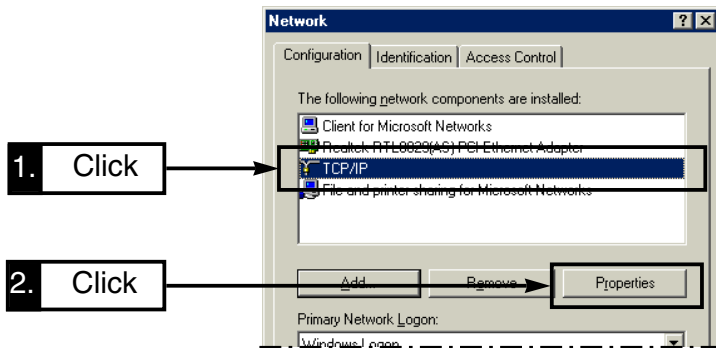 Network
Configuration Identification Access Control
The following network components are installed:
Client for Microsoft Networks
Realtek RTL8029(AS) PCI Ethernet Adapter
1. Click
TCP/IP
File and printer sharing for Microsoft Networks
2. Click
Add... Remove Properties
Primary Network Logon:
Windows Logon